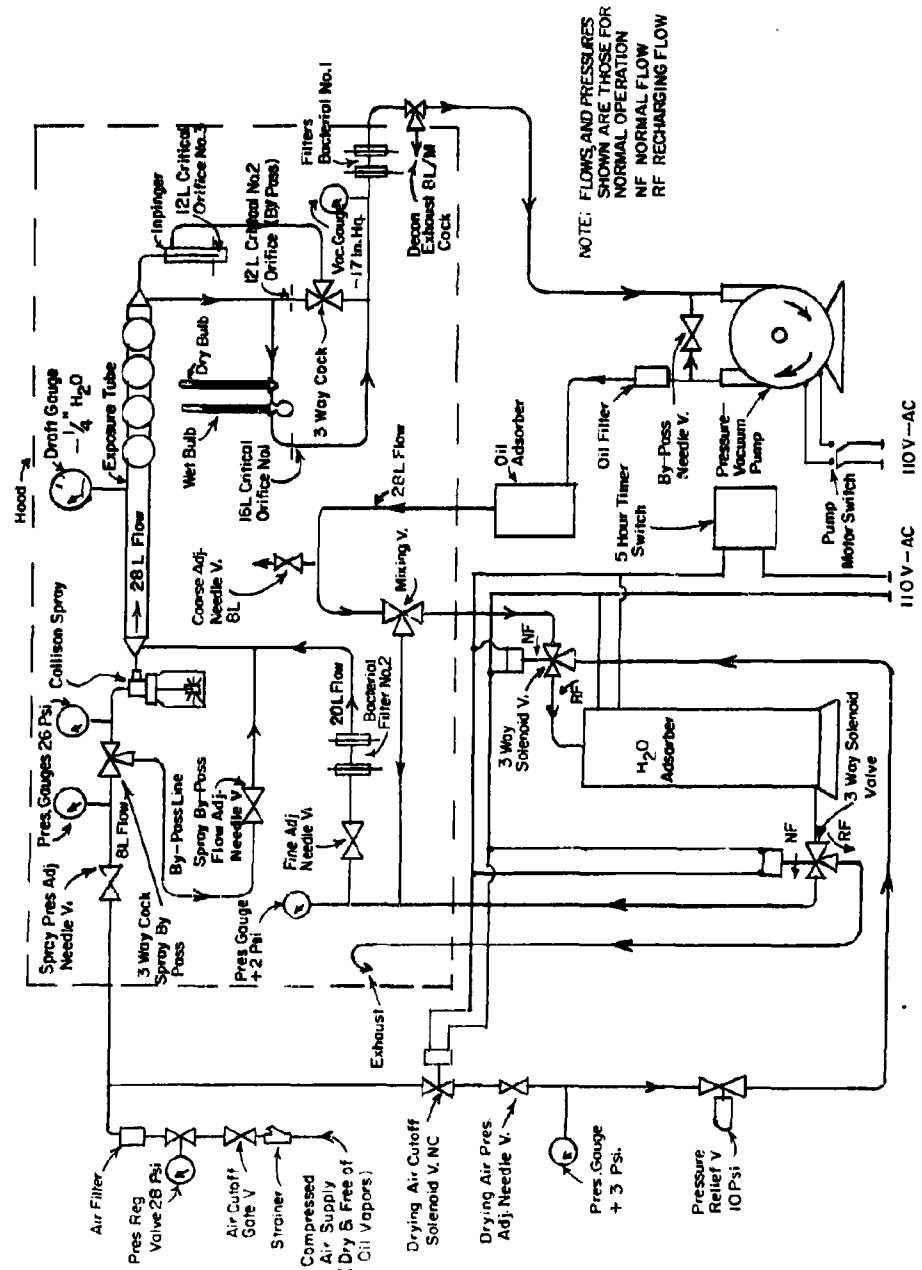 Hood
Draft Gauge
- 1/4" H2O
Exposure Tube
28 L Flow
Inpinger
12L Critical
Orifice No.3
12 L Critical No.2
Orifice (By Pass)
Vac. Gauge
-17 In. Hg.
Filters
Bacterial No.1
Decon
Exhaust 8 L/M
Cock
Dry Bulb
Wet Bulb
16L Critical
Orifice No.1
3 Way Cock
NOTE: FLOWS, AND PRESSURES
SHOWN ARE THOSE FOR
NORMAL OPERATION
NF NORMAL FLOW
RF RECHARGING FLOW
Collison Spray
Pres. Gauges 26 Psi
8L Flow
Spray Pres Adj
Needle V.
3 Way Cock
Spray By
Pass
By-Pass Line
Spray By-Pass
Flow Adj
Needle V.
Coarse Adj.
Needle V.
8L
28L Flow
Mixing V.
20L Flow
Bacterial
Filter No.2
Fine Adj
Needle V.
Pres Gauge
+2 Psi
Exhaust
Oil
Adsorber
Oil Filter
By-Pass
Needle V.
Pressure-
Vacuum
Pump
Pump
Motor Switch
110V-AC
5 Hour Timer
Switch
110V-AC
3 Way
Solenoid V.
NF
RF
H2O
Adsorber
3 Way Solenoid
Valve
NF
RF
Air Filter
Pres Reg
Valve 28 Psi
Air Cutoff
Gate V
Strainer
Compressed
Air Supply
(Dry & Free of
Oil Vapors)
Drying Air Cutoff
Solenoid V. NC
Drying Air Pres.
Adj. Needle V.
Pres. Gauge
+ 3 Psi.
Pressure
Relief V
10 Psi